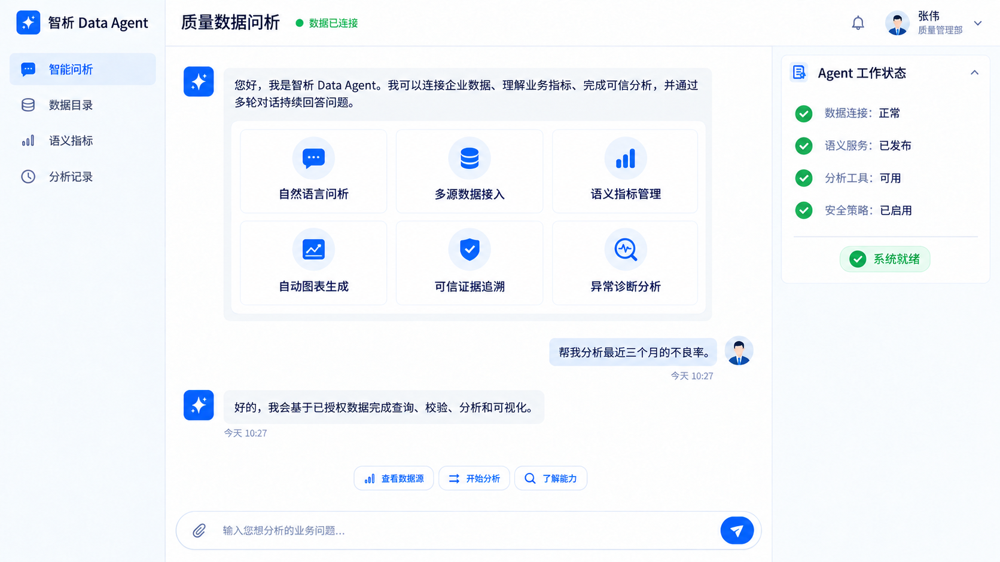 智析 Data Agent
智能问析
数据目录
语义指标
分析记录
质量数据问析
数据已连接
张伟
质量管理部
您好，我是智析 Data Agent。我可以连接企业数据、理解业务指标、完成可信分析，并通过
多轮对话持续回答问题。
自然语言问析
多源数据接入
语义指标管理
自动图表生成
可信证据追溯
异常诊断分析
帮我分析最近三个月的不良率。
今天 10:27
好的，我会基于已授权数据完成查询、校验、分析和可视化。
今天 10:27
查看数据源
开始分析
了解能力
输入您想分析的业务问题...
Agent 工作状态
数据连接：正常
语义服务：已发布
分析工具：可用
安全策略：已启用
系统就绪